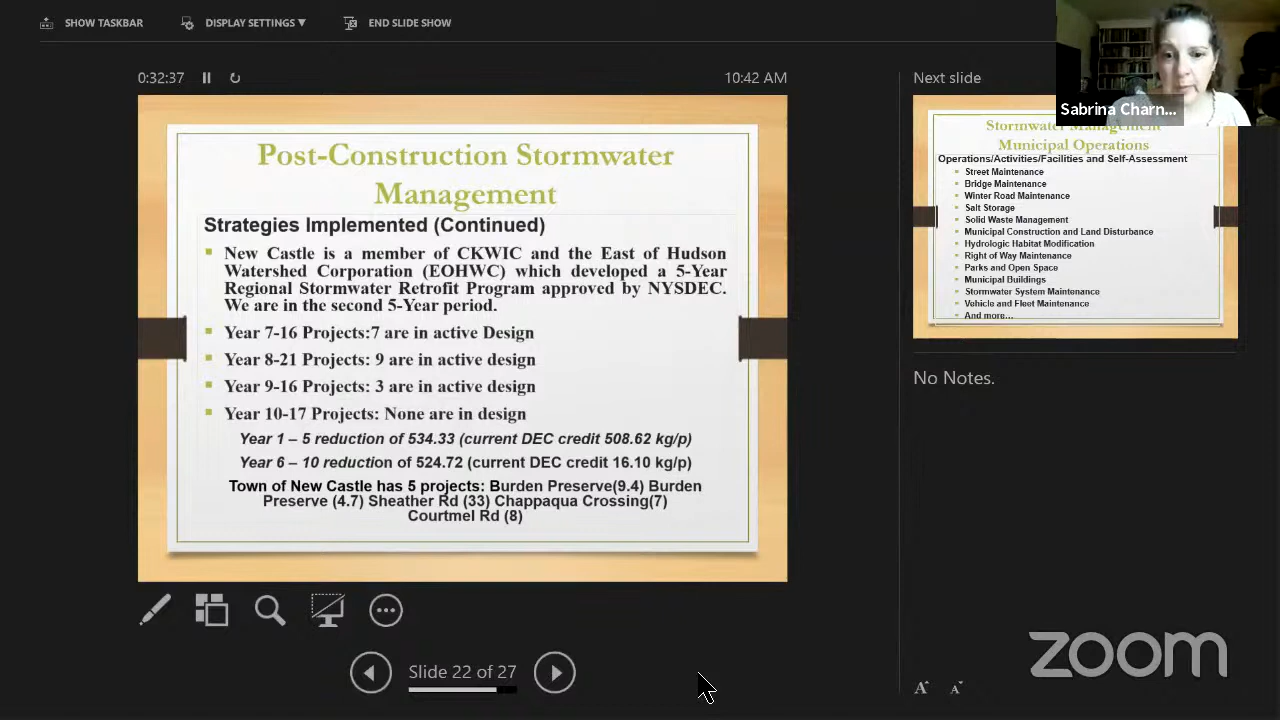 SHOW TASKBAR
DISPLAY SETTINGS ▼
END SLIDE SHOW
0:32:37
10:42 AM
Post-Construction Stormwater
Management
Strategies Implemented (Continued)
New Castle is a member of CKWIC and the East of Hudson
Watershed Corporation (EOHWC) which developed a 5-Year
Regional Stormwater Retrofit Program approved by NYSDEC.
We are in the second 5-Year period.
Year 7-16 Projects:7 are in active Design
Year 8-21 Projects: 9 are in active design
Year 9-16 Projects: 3 are in active design
Year 10-17 Projects: None are in design
Year 1 – 5 reduction of 534.33 (current DEC credit 508.62 kg/p)
Year 6 – 10 reduction of 524.72 (current DEC credit 16.10 kg/p)
Town of New Castle has 5 projects: Burden Preserve(9.4) Burden
Preserve (4.7) Sheather Rd (33) Chappaqua Crossing(7)
Courtmel Rd (8)
Slide 22 of 27
Next slide
Sabrina Charn...
Stormwater Management
Municipal Operations
Operations/Activities/Facilities and Self-Assessment
Street Maintenance
Bridge Maintenance
Winter Road Maintenance
Salt Storage
Solid Waste Management
Municipal Construction and Land Disturbance
Hydrologic Habitat Modification
Right of Way Maintenance
Parks and Open Space
Municipal Buildings
Stormwater System Maintenance
Vehicle and Fleet Maintenance
And more...
No Notes.
zoom
A A